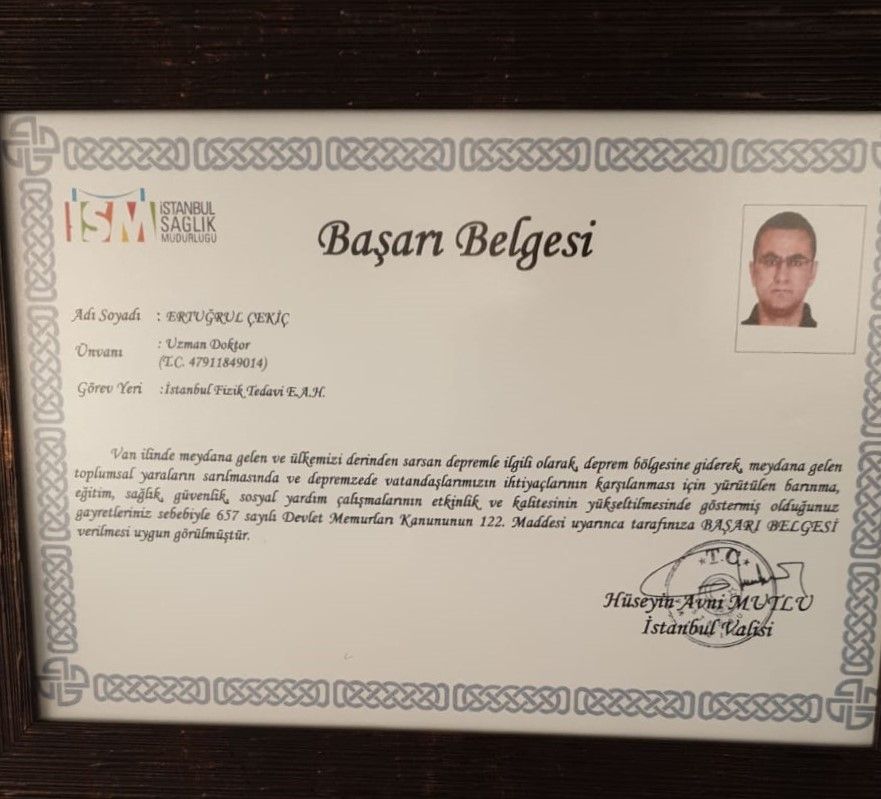 İSM İSTANBUL
SAĞLIK
MÜDÜRLÜĞÜ
Başarı Belgesi
Adı Soyadı : ERTUĞRUL ÇEKİÇ
Ünvanı : Uzman Doktor
(T.C. 47911849014)
Görev Yeri :İstanbul Fizik Tedavi E.A.H.
Van ilinde meydana gelen ve ülkemizi derinden sarsan depremle ilgili olarak, deprem bölgesine giderek, meydana gelen
toplumsal yaraların sarılmasında ve depremzede vatandaşlarımızın ihtiyaçlarının karşılanması için yürütülen barınma,
eğitim, sağlık, güvenlik, sosyal yardım çalışmalarının etkinlik ve kalitesinin yükseltilmesinde göstermiş olduğunuz
gayretleriniz sebebiyle 657 sayılı Devlet Memurları Kanununun 122. Maddesi uyarınca tarafınıza BAŞARI BELGESİ
verilmesi uygun görülmüştür.
T.C.
Hüseyin Avni MUTLU
İstanbul Valisi